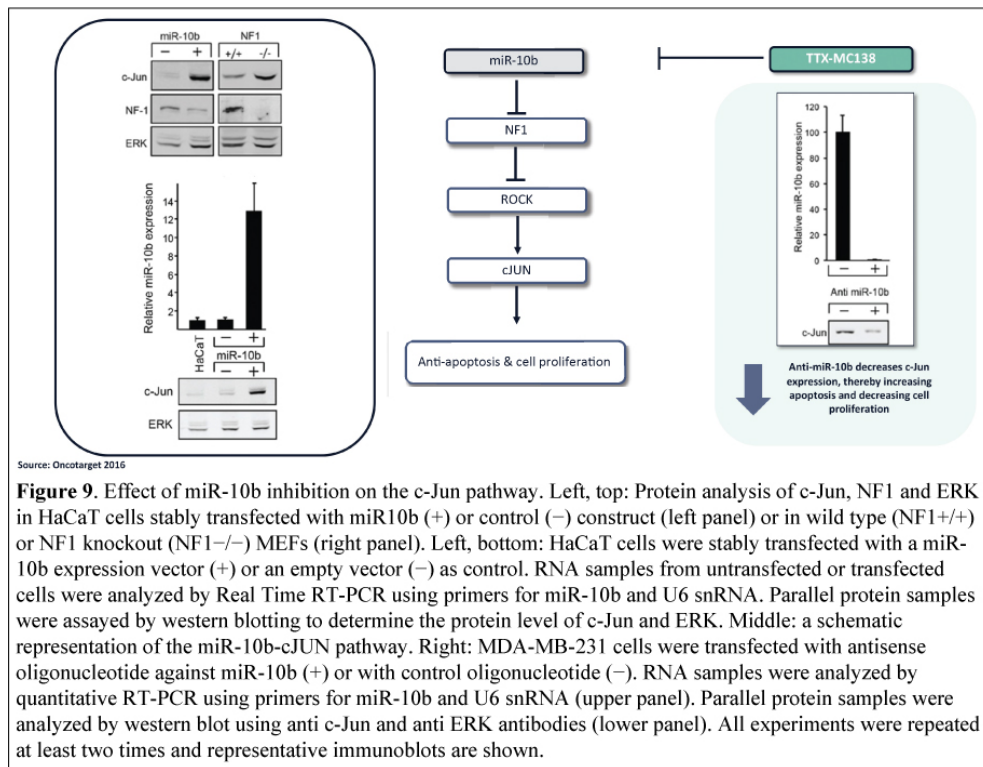 miR-10b NF1
− + +/+ -/-
c-Jun
NF-1
ERK
Relative miR-10b expression
14
12
10
8
6
4
2
HaCaT
− +
miR-10b
− +
c-Jun
ERK
miR-10b
NF1
ROCK
cJUN
Anti-apoptosis & cell proliferation
TTX-MC138
Relative miR-10b expression
120
100
80
60
40
20
0
− +
Anti miR-10b
− +
c-Jun
Anti-miR-10b decreases c-Jun
expression, thereby increasing
apoptosis and decreasing cell
proliferation
Source: Oncotarget 2016
Figure 9. Effect of miR-10b inhibition on the c-Jun pathway. Left, top: Protein analysis of c-Jun, NF1 and ERK
in HaCaT cells stably transfected with miR10b (+) or control (−) construct (left panel) or in wild type (NF1+/+)
or NF1 knockout (NF1−/−) MEFs (right panel). Left, bottom: HaCaT cells were stably transfected with a miR-
10b expression vector (+) or an empty vector (−) as control. RNA samples from untransfected or transfected
cells were analyzed by Real Time RT-PCR using primers for miR-10b and U6 snRNA. Parallel protein samples
were assayed by western blotting to determine the protein level of c-Jun and ERK. Middle: a schematic
representation of the miR-10b-cJUN pathway. Right: MDA-MB-231 cells were transfected with antisense
oligonucleotide against miR-10b (+) or with control oligonucleotide (−). RNA samples were analyzed by
quantitative RT-PCR using primers for miR-10b and U6 snRNA (upper panel). Parallel protein samples were
analyzed by western blot using anti c-Jun and anti ERK antibodies (lower panel). All experiments were repeated
at least two times and representative immunoblots are shown.